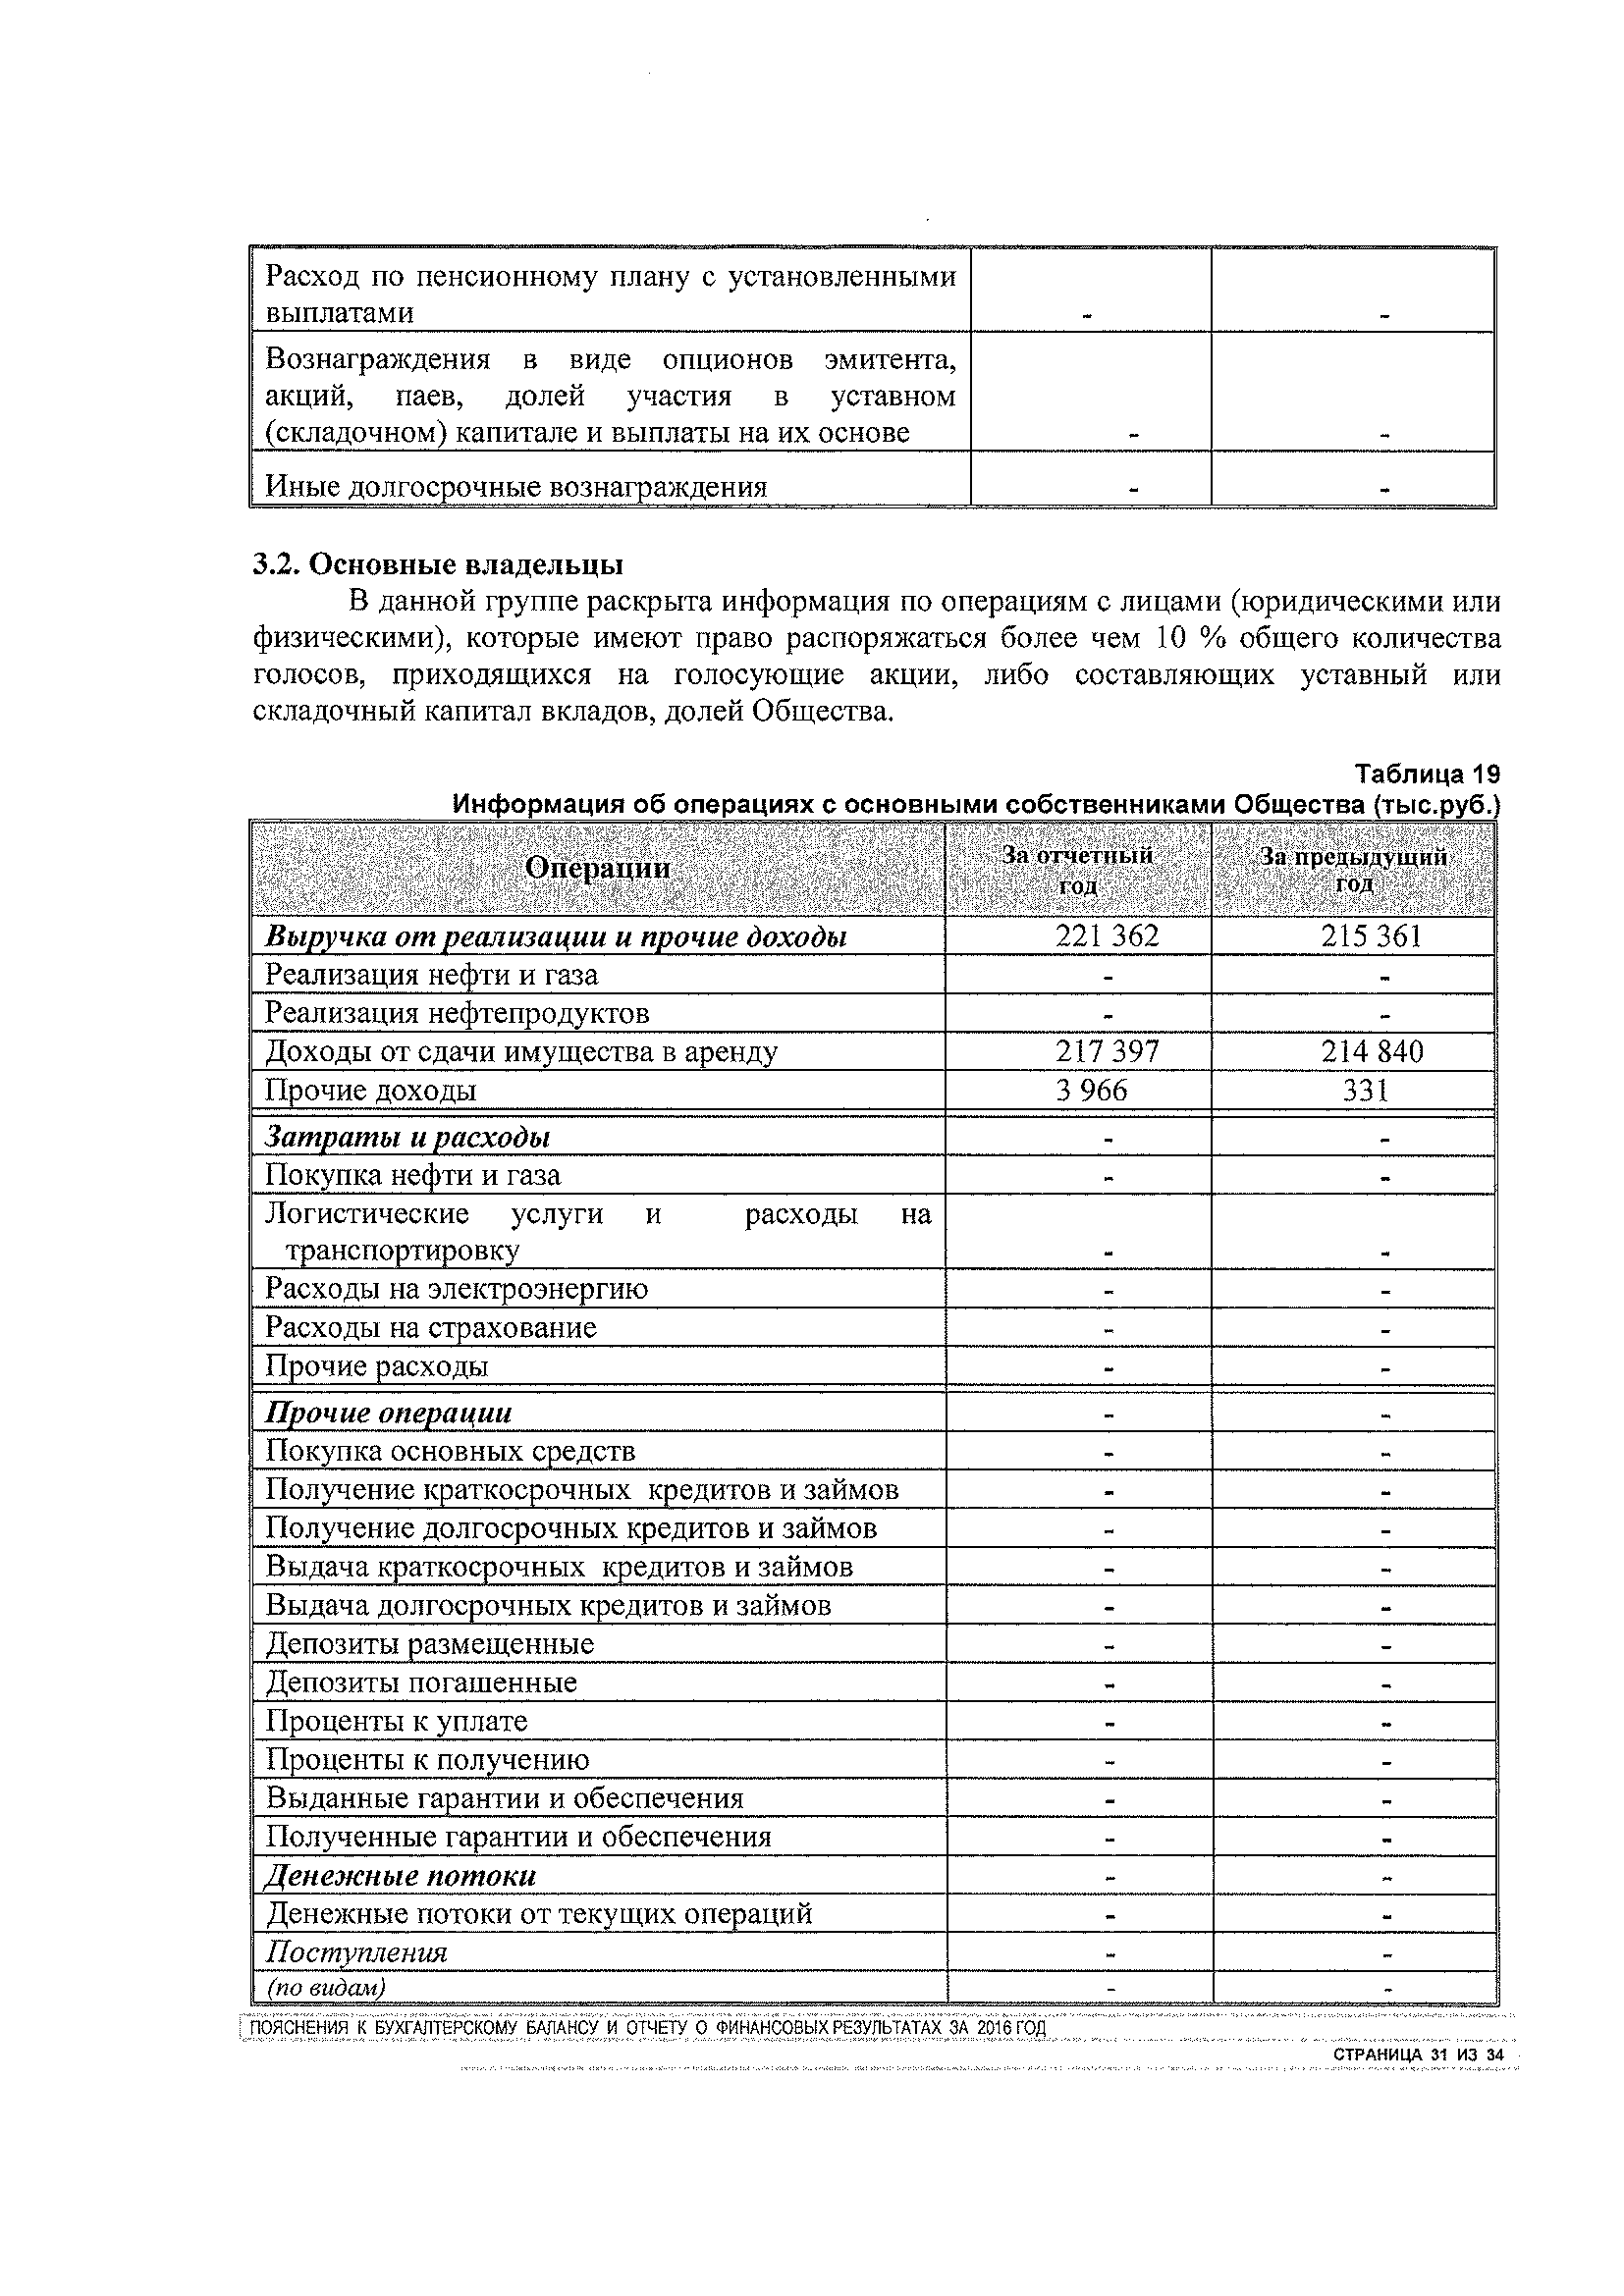 Расход по пенсионному плану с установленными
выплатами - -
Вознаграждения в виде опционов эмитента,
акций, паев, долей участия в уставном
(складочном) капитале и выплаты на их основе - -
Иные долгосрочные вознаграждения - -
3.2. Основные владельцы
В данной группе раскрыта информация по операциям с лицами (юридическими или
физическими), которые имеют право распоряжаться более чем 10 % общего количества
голосов, приходящихся на голосующие акции, либо составляющих уставный или
складочный капитал вкладов, долей Общества.
Таблица 19
Информация об операциях с основными собственниками Общества (тыс.руб.)
Операции За отчетный год За предыдущий год
Выручка от реализации и прочие доходы 221 362 215 361
Реализация нефти и газа - -
Реализация нефтепродуктов - -
Доходы от сдачи имущества в аренду 217 397 214 840
Прочие доходы 3 966 331
Затраты и расходы - -
Покупка нефти и газа - -
Логистические услуги и расходы на
транспортировку - -
Расходы на электроэнергию - -
Расходы на страхование - -
Прочие расходы - -
Прочие операции - -
Покупка основных средств - -
Получение краткосрочных кредитов и займов - -
Получение долгосрочных кредитов и займов - -
Выдача краткосрочных кредитов и займов - -
Выдача долгосрочных кредитов и займов - -
Депозиты размещенные - -
Депозиты погашенные - -
Проценты к уплате - -
Проценты к получению - -
Выданные гарантии и обеспечения - -
Полученные гарантии и обеспечения - -
Денежные потоки - -
Денежные потоки от текущих операций - -
Поступления - -
(по видам) - -
ПОЯСНЕНИЯ К БУХГАЛТЕРСКОМУ БАЛАНСУ И ОТЧЕТУ О ФИНАНСОВЫХ РЕЗУЛЬТАТАХ ЗА 2016 ГОД
СТРАНИЦА 31 ИЗ 34